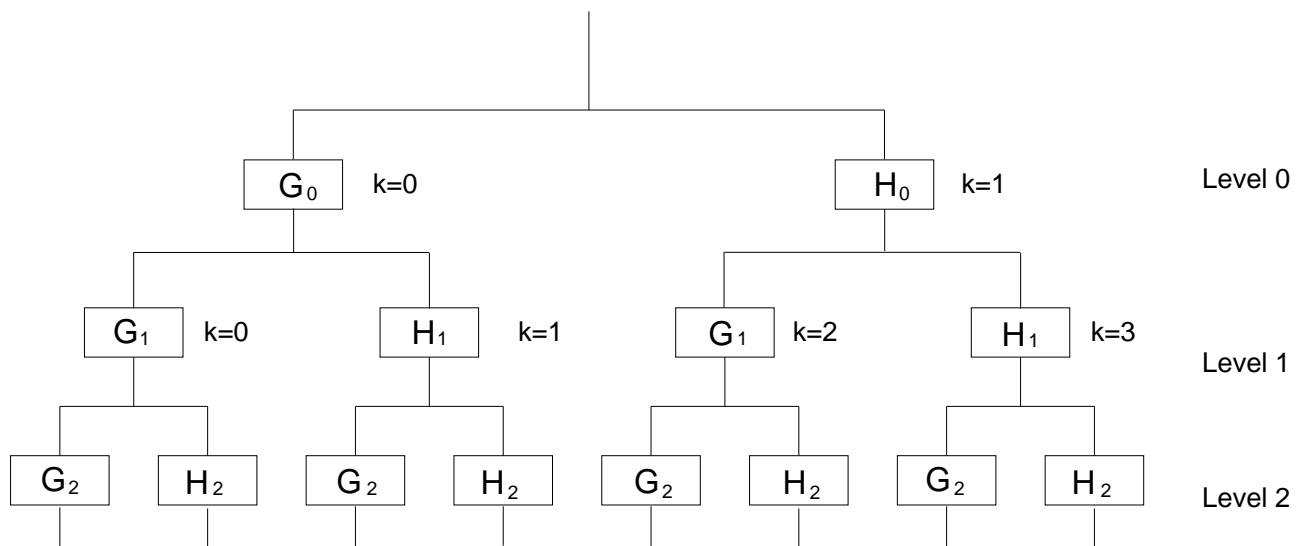 G₀ k=0 H₀ k=1 Level 0
G₁ k=0 H₁ k=1 G₁ k=2 H₁ k=3 Level 1
G₂ H₂ G₂ H₂ G₂ H₂ G₂ H₂ Level 2